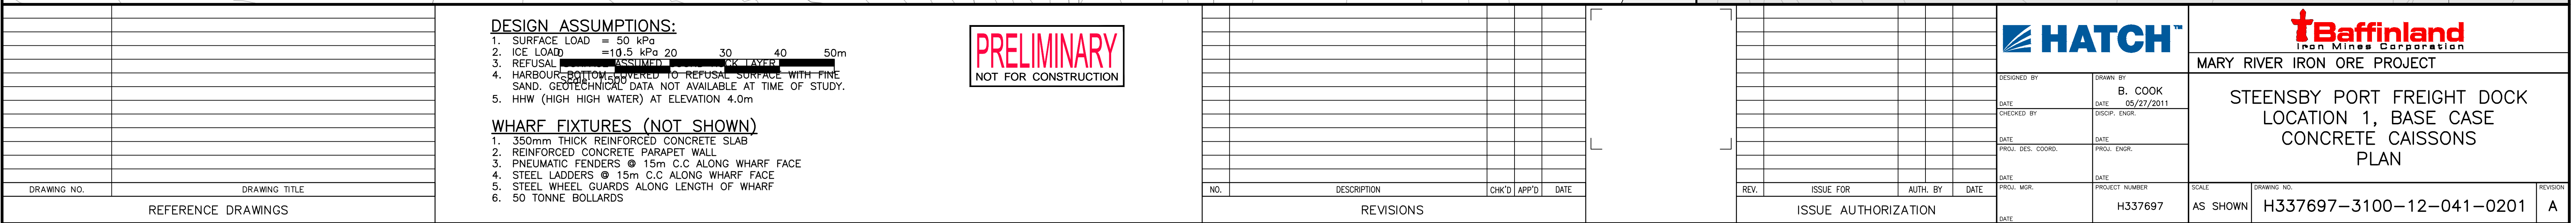 DRAWING NO.
DRAWING TITLE
REFERENCE DRAWINGS
DESIGN ASSUMPTIONS:
1. SURFACE LOAD = 50 kPa
2. ICE LOAD = 1.5 kPa
0 10 20 30 40 50m
3. REFUSAL ASSUMED LAYER
Scale 1:500
4. HARBOUR BOTTOM COVERED TO REFUSAL SURFACE WITH FINE
SAND. GEOTECHNICAL DATA NOT AVAILABLE AT TIME OF STUDY.
5. HHW (HIGH HIGH WATER) AT ELEVATION 4.0m
WHARF FIXTURES (NOT SHOWN)
1. 350mm THICK REINFORCED CONCRETE SLAB
2. REINFORCED CONCRETE PARAPET WALL
3. PNEUMATIC FENDERS @ 15m C.C ALONG WHARF FACE
4. STEEL LADDERS @ 15m C.C ALONG WHARF FACE
5. STEEL WHEEL GUARDS ALONG LENGTH OF WHARF
6. 50 TONNE BOLLARDS
PRELIMINARY
NOT FOR CONSTRUCTION
NO.
DESCRIPTION
CHK'D
APP'D
DATE
REVISIONS
REV.
ISSUE FOR
AUTH. BY
DATE
ISSUE AUTHORIZATION
HATCH™
DESIGNED BY
DATE
DRAWN BY
B. COOK
DATE 05/27/2011
CHECKED BY
DATE
DISCIP. ENGR.
DATE
PROJ. DES. COORD.
DATE
PROJ. ENGR.
DATE
PROJ. MGR.
DATE
PROJECT NUMBER
H337697
Baffinland
Iron Mines Corporation
MARY RIVER IRON ORE PROJECT
STEENSBY PORT FREIGHT DOCK
LOCATION 1, BASE CASE
CONCRETE CAISSONS
PLAN
SCALE
AS SHOWN
DRAWING NO.
H337697-3100-12-041-0201
REVISION
A